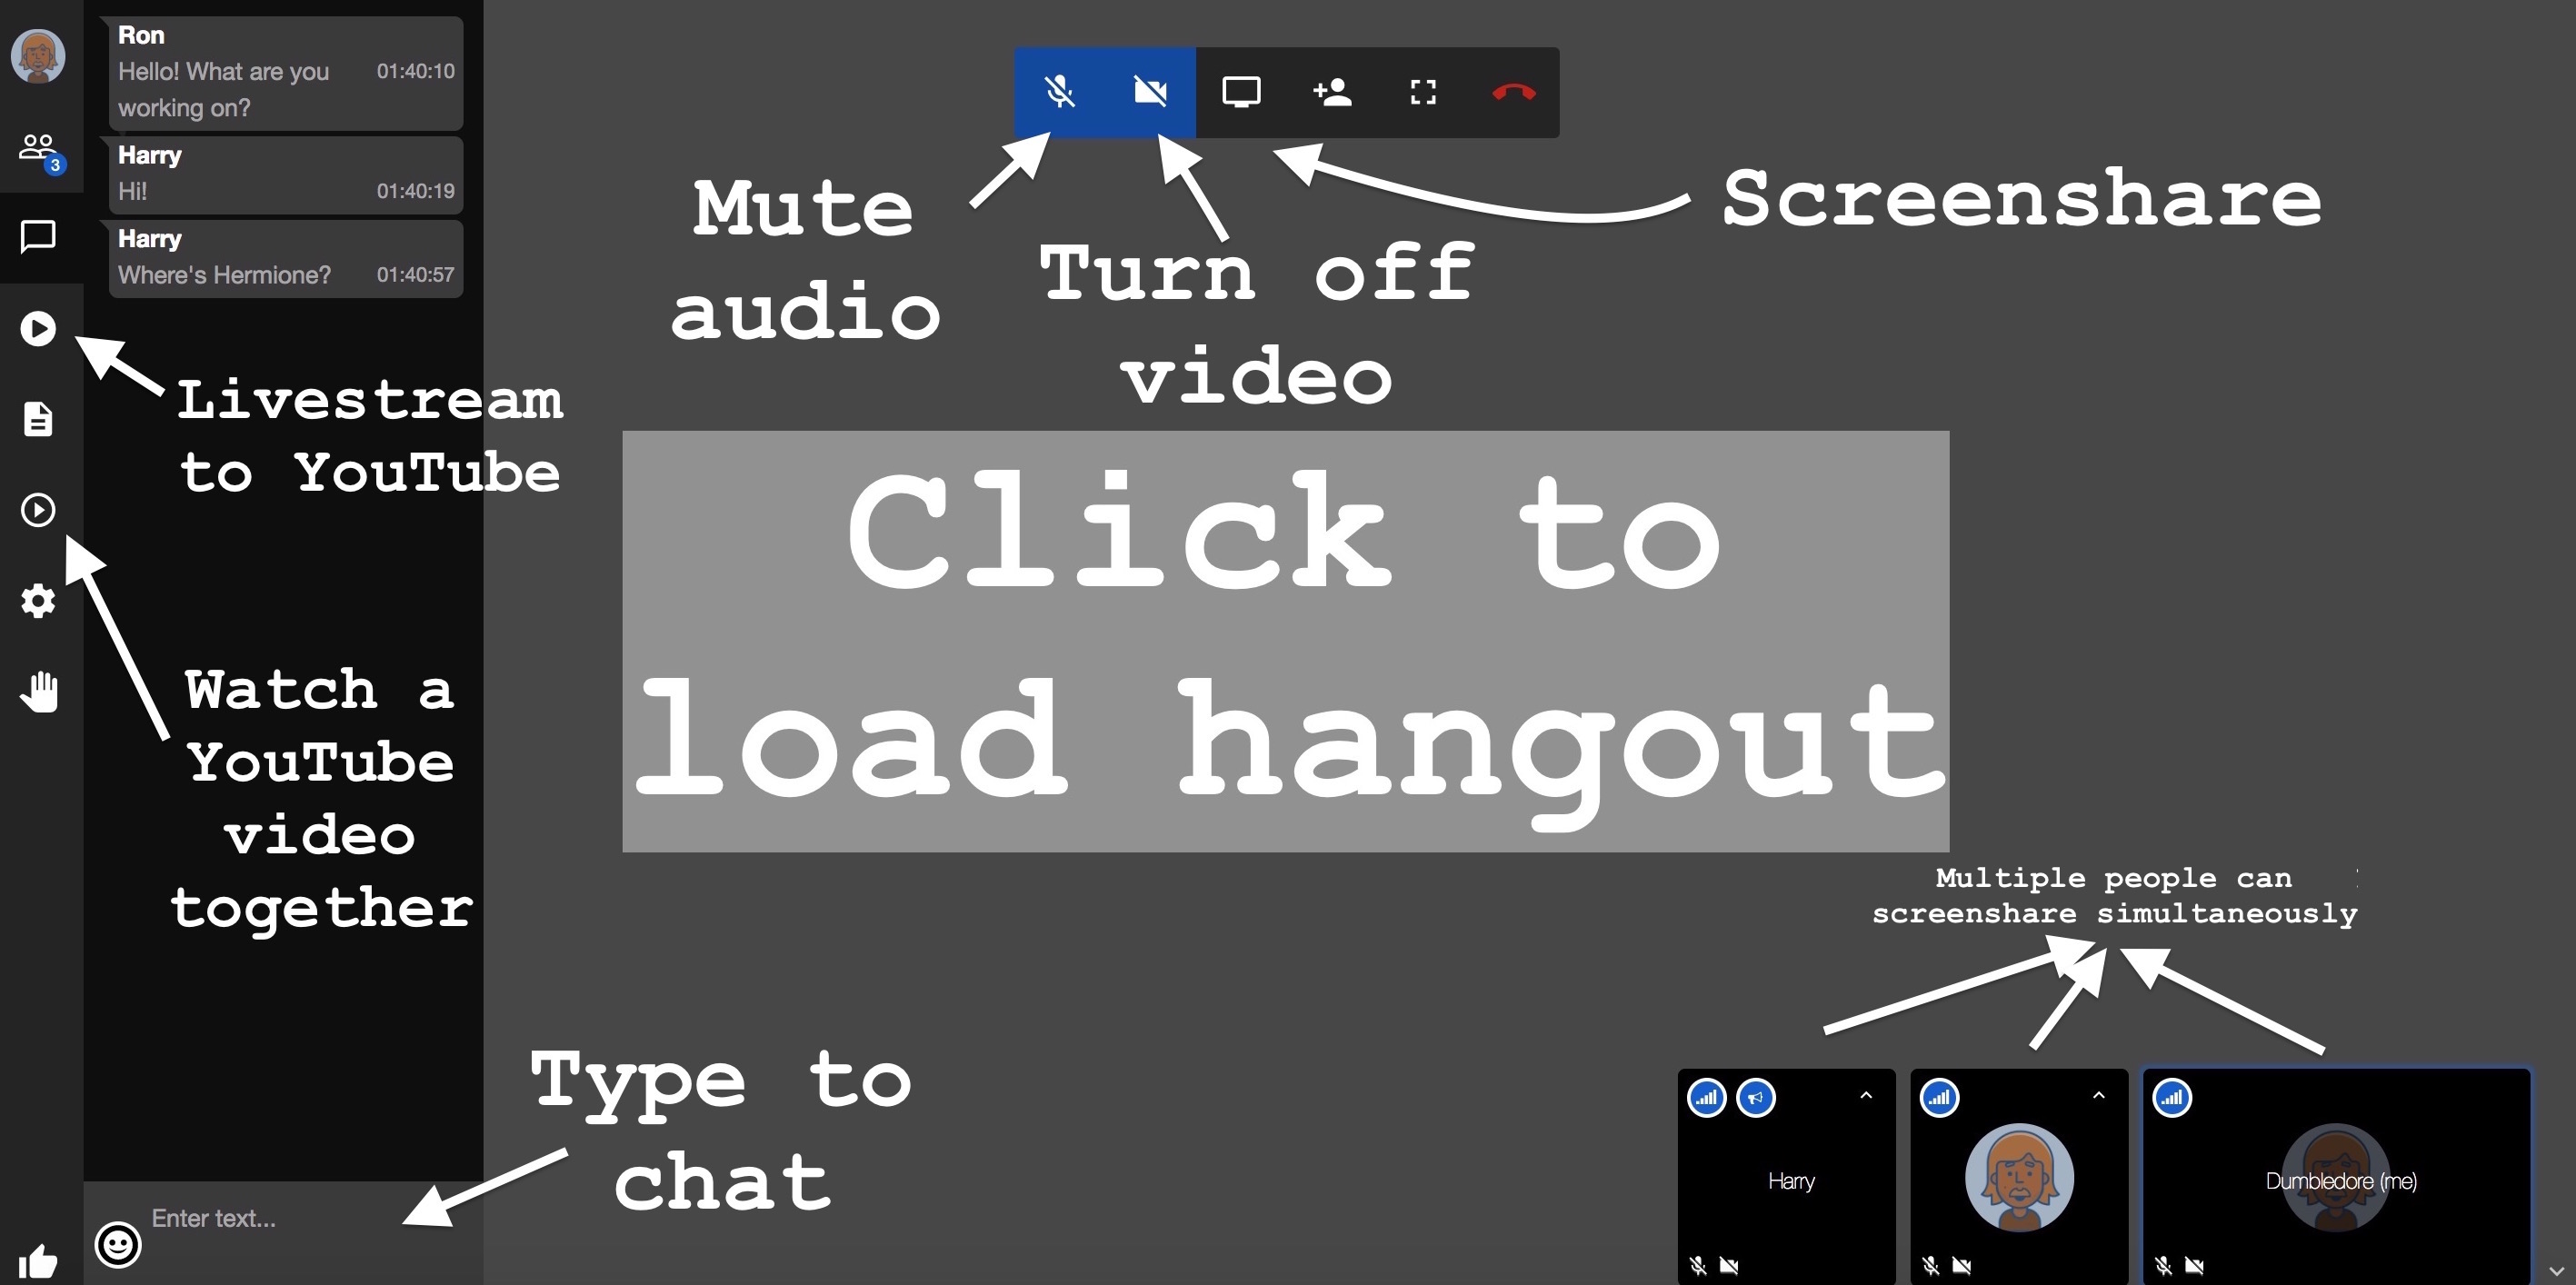 Ron
Hello! What are you 01:40:10
working on?
Harry
Hi! 01:40:19
Harry
Where's Hermione? 01:40:57
3
Mute
audio
Turn off
video
Screenshare
Livestream
to YouTube
Click to
load hangout
Watch a
YouTube
video
together
Multiple people can
screenshare simultaneously
Type to
chat
Enter text...
Harry
Dumbledore (me)